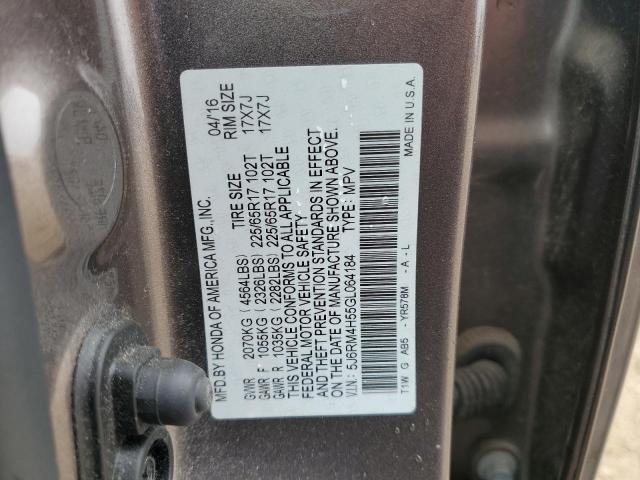 MFD. BY HONDA OF AMERICA MFG., INC. 04/16
TIRE SIZE RIM SIZE
GVWR 2070KG (4564LBS)
GAWR F 1055KG (2326LBS) 225/65R17 102T 17X7J
GAWR R 1035KG (2282LBS) 225/65R17 102T 17X7J
THIS VEHICLE CONFORMS TO ALL APPLICABLE
FEDERAL MOTOR VEHICLE SAFETY
AND THEFT PREVENTION STANDARDS IN EFFECT
ON THE DATE OF MANUFACTURE SHOWN ABOVE.
V.I.N.: 5J6RM4H55GL064184 TYPE: MPV
T1W G AB5 - YR578M - A - L MADE IN U.S.A.